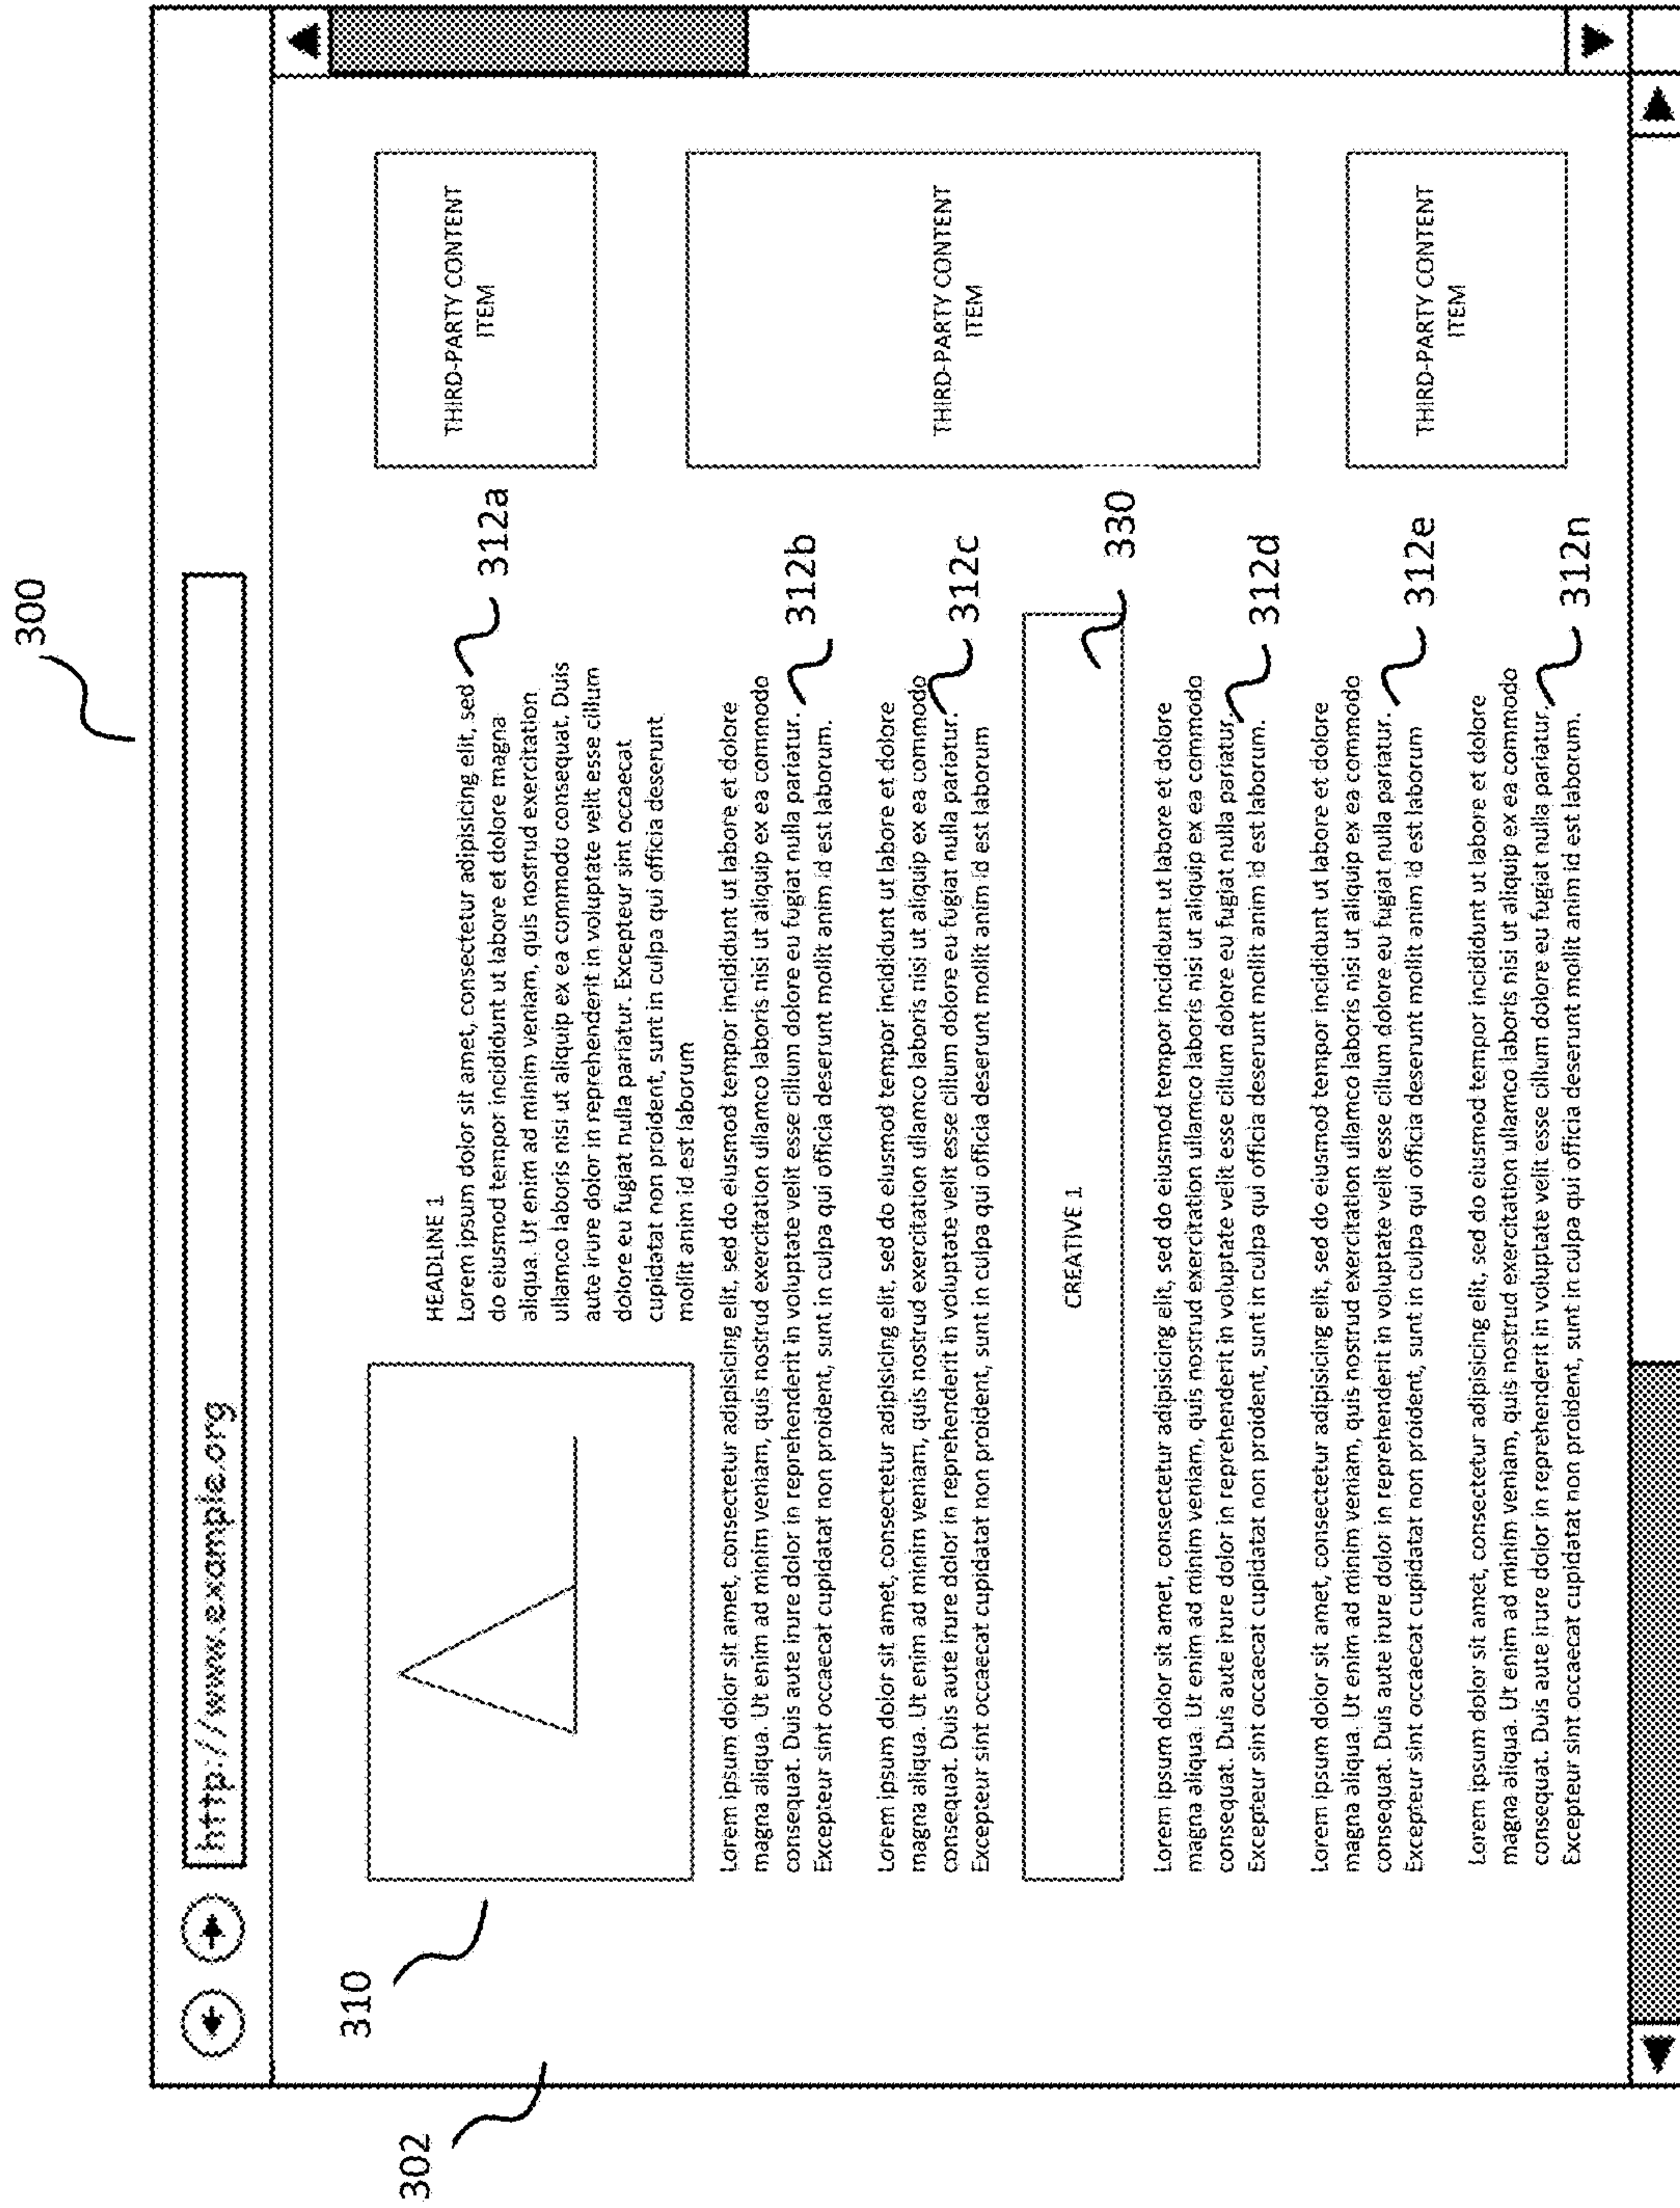 300
http://www.example.org
302
310
HEADLINE 1
Lorem ipsum dolor sit amet, consectetur adipisicing elit, sed
do eiusmod tempor incididunt ut labore et dolore magna
aliqua. Ut enim ad minim veniam, quis nostrud exercitation
ullamco laboris nisi ut aliquip ex ea commodo consequat. Duis
aute irure dolor in reprehenderit in voluptate velit esse cillum
dolore eu fugiat nulla pariatur. Excepteur sint occaecat
cupidatat non proident, sunt in culpa qui officia deserunt
mollit anim id est laborum
312a
THIRD-PARTY CONTENT
ITEM
Lorem ipsum dolor sit amet, consectetur adipisicing elit, sed do eiusmod tempor incididunt ut labore et dolore
magna aliqua. Ut enim ad minim veniam, quis nostrud exercitation ullamco laboris nisi ut aliquip ex ea commodo
consequat. Duis aute irure dolor in reprehenderit in voluptate velit esse cillum dolore eu fugiat nulla pariatur.
Excepteur sint occaecat cupidatat non proident, sunt in culpa qui officia deserunt mollit anim id est laborum.
312b
Lorem ipsum dolor sit amet, consectetur adipisicing elit, sed do eiusmod tempor incididunt ut labore et dolore
magna aliqua. Ut enim ad minim veniam, quis nostrud exercitation ullamco laboris nisi ut aliquip ex ea commodo
consequat. Duis aute irure dolor in reprehenderit in voluptate velit esse cillum dolore eu fugiat nulla pariatur.
Excepteur sint occaecat cupidatat non proident, sunt in culpa qui officia deserunt mollit anim id est laborum
312c
THIRD-PARTY CONTENT
ITEM
CREATIVE 1
330
Lorem ipsum dolor sit amet, consectetur adipisicing elit, sed do eiusmod tempor incididunt ut labore et dolore
magna aliqua. Ut enim ad minim veniam, quis nostrud exercitation ullamco laboris nisi ut aliquip ex ea commodo
consequat. Duis aute irure dolor in reprehenderit in voluptate velit esse cillum dolore eu fugiat nulla pariatur.
Excepteur sint occaecat cupidatat non proident, sunt in culpa qui officia deserunt mollit anim id est laborum.
312d
Lorem ipsum dolor sit amet, consectetur adipisicing elit, sed do eiusmod tempor incididunt ut labore et dolore
magna aliqua. Ut enim ad minim veniam, quis nostrud exercitation ullamco laboris nisi ut aliquip ex ea commodo
consequat. Duis aute irure dolor in reprehenderit in voluptate velit esse cillum dolore eu fugiat nulla pariatur.
Excepteur sint occaecat cupidatat non proident, sunt in culpa qui officia deserunt mollit anim id est laborum
312e
THIRD-PARTY CONTENT
ITEM
Lorem ipsum dolor sit amet, consectetur adipisicing elit, sed do eiusmod tempor incididunt ut labore et dolore
magna aliqua. Ut enim ad minim veniam, quis nostrud exercitation ullamco laboris nisi ut aliquip ex ea commodo
consequat. Duis aute irure dolor in reprehenderit in voluptate velit esse cillum dolore eu fugiat nulla pariatur.
Excepteur sint occaecat cupidatat non proident, sunt in culpa qui officia deserunt mollit anim id est laborum.
312n